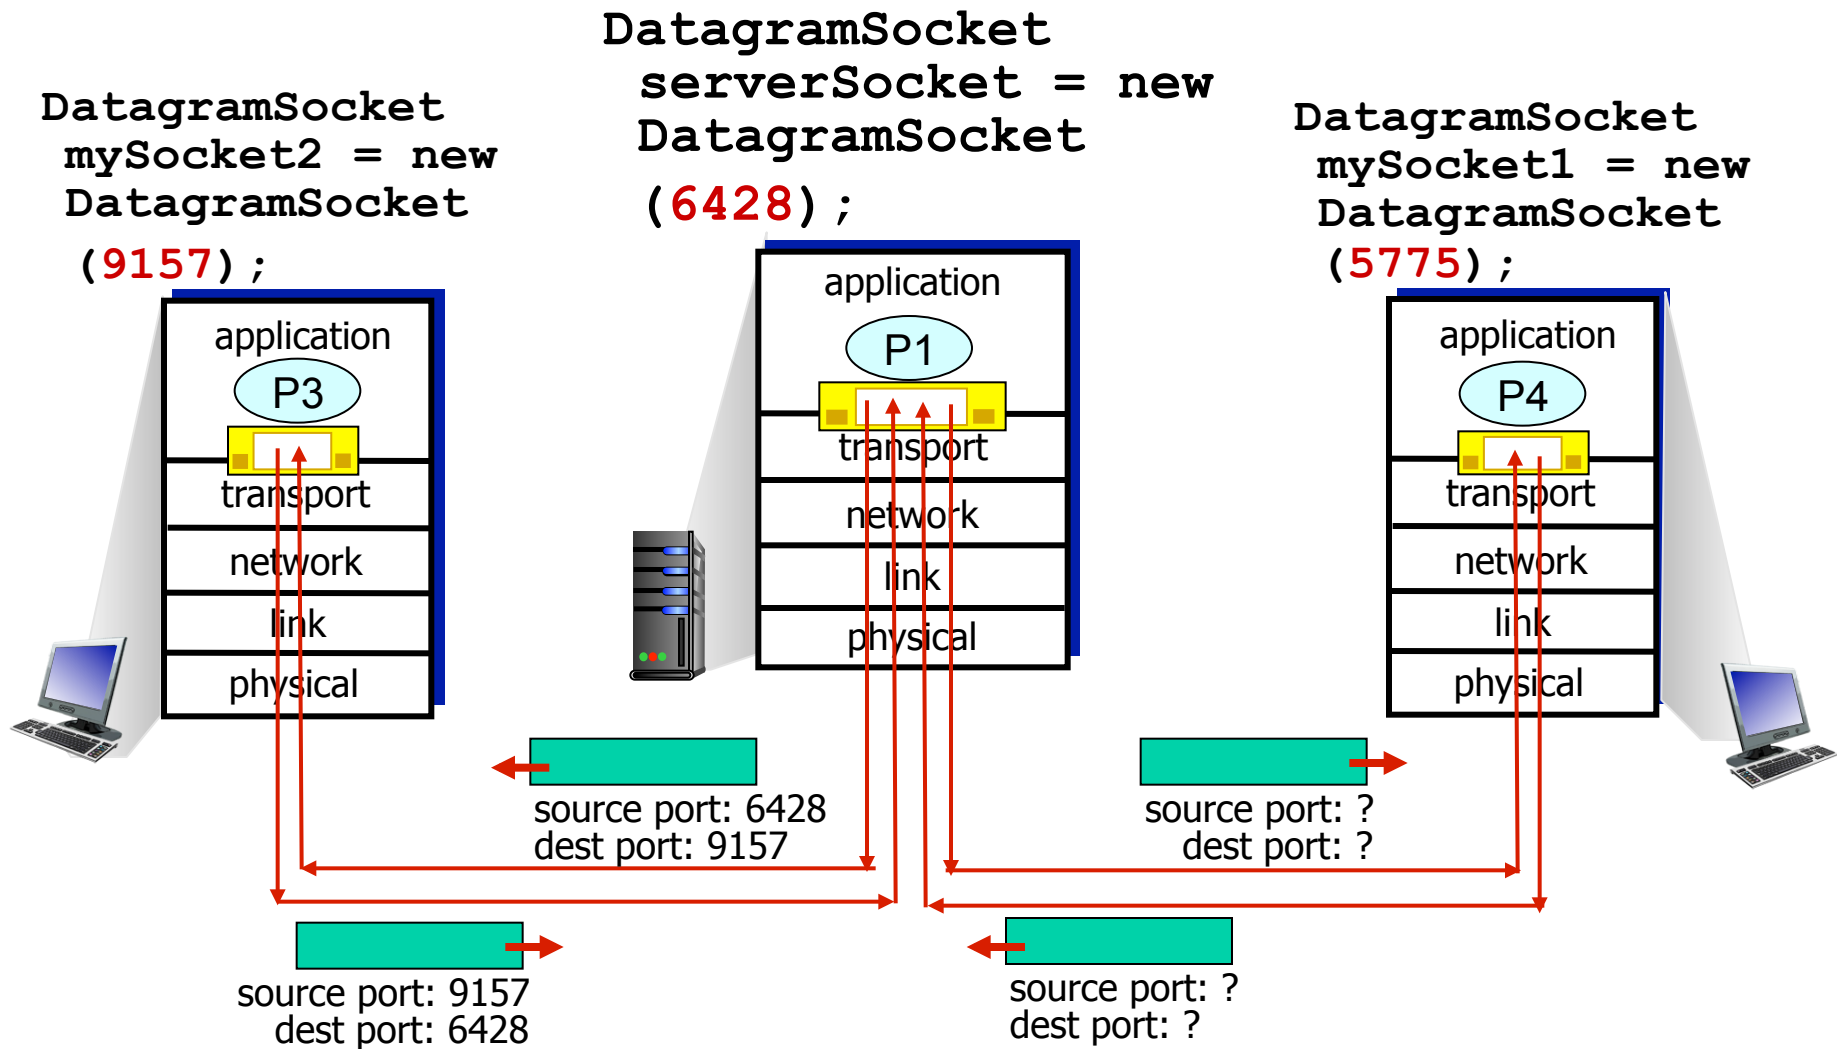 DatagramSocket
serverSocket = new
DatagramSocket
(6428);
DatagramSocket
mySocket2 = new
DatagramSocket
(9157);
DatagramSocket
mySocket1 = new
DatagramSocket
(5775);
application
P3
transport
network
link
physical
application
P1
transport
network
link
physical
application
P4
transport
network
link
physical
source port: 6428
dest port: 9157
source port: ?
dest port: ?
source port: 9157
dest port: 6428
source port: ?
dest port: ?